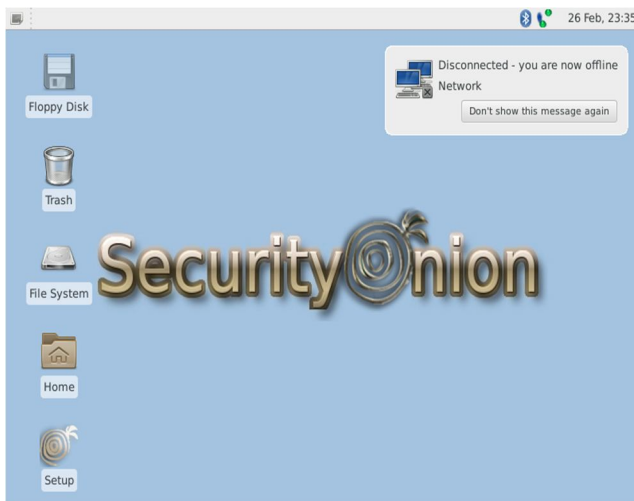 26 Feb, 23:35
Disconnected - you are now offline
Network
Don't show this message again
Floppy Disk
Trash
File System
SecurityOnion
Home
Setup